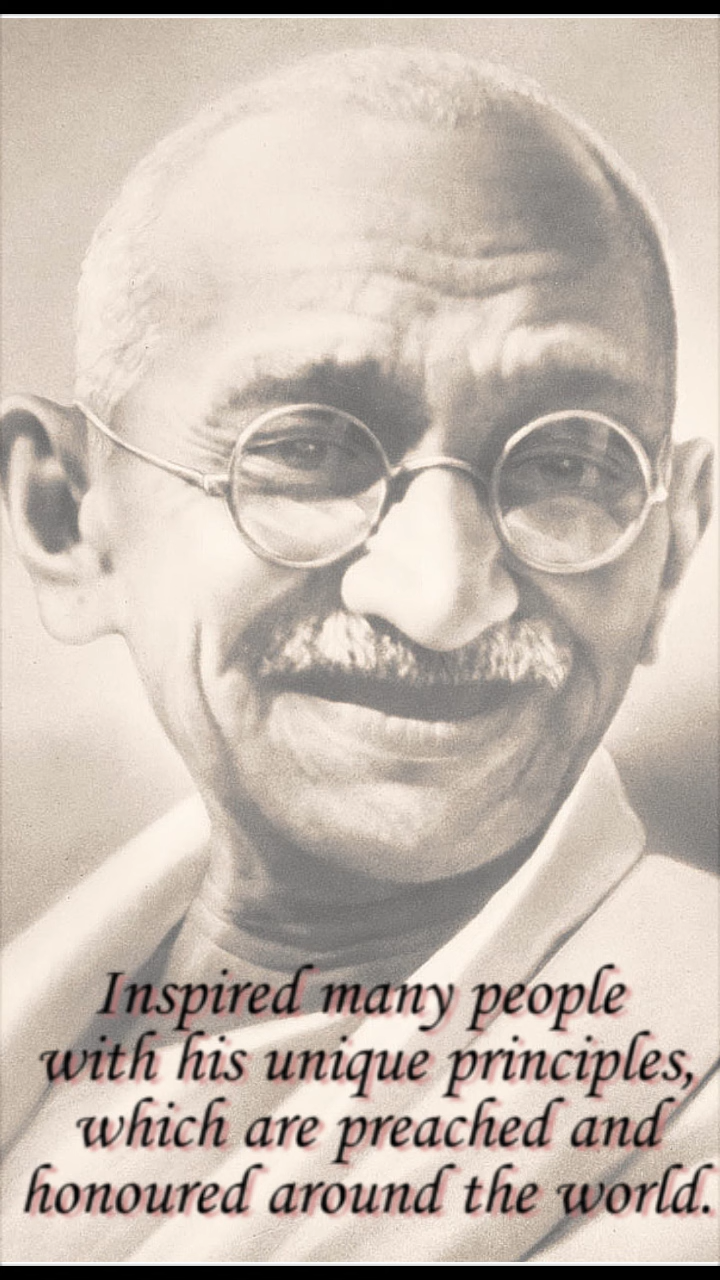 Inspired many people
with his unique principles,
which are preached and
honoured around the world.